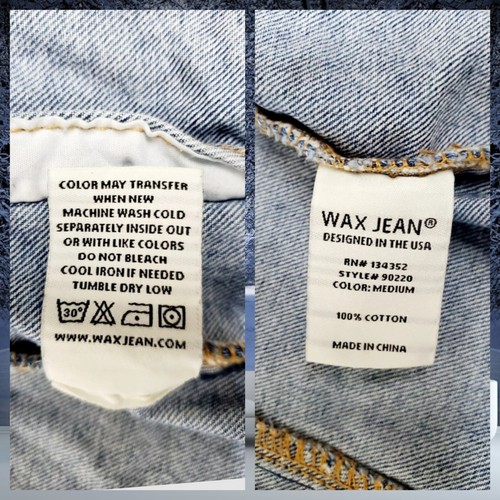 COLOR MAY TRANSFER
WHEN NEW
MACHINE WASH COLD
SEPARATELY INSIDE OUT
OR WITH LIKE COLORS
DO NOT BLEACH
COOL IRON IF NEEDED
TUMBLE DRY LOW
30°
WWW.WAXJEAN.COM
WAX JEAN®
DESIGNED IN THE USA
RN# 134352
STYLE# 90220
COLOR: MEDIUM
100% COTTON
MADE IN CHINA